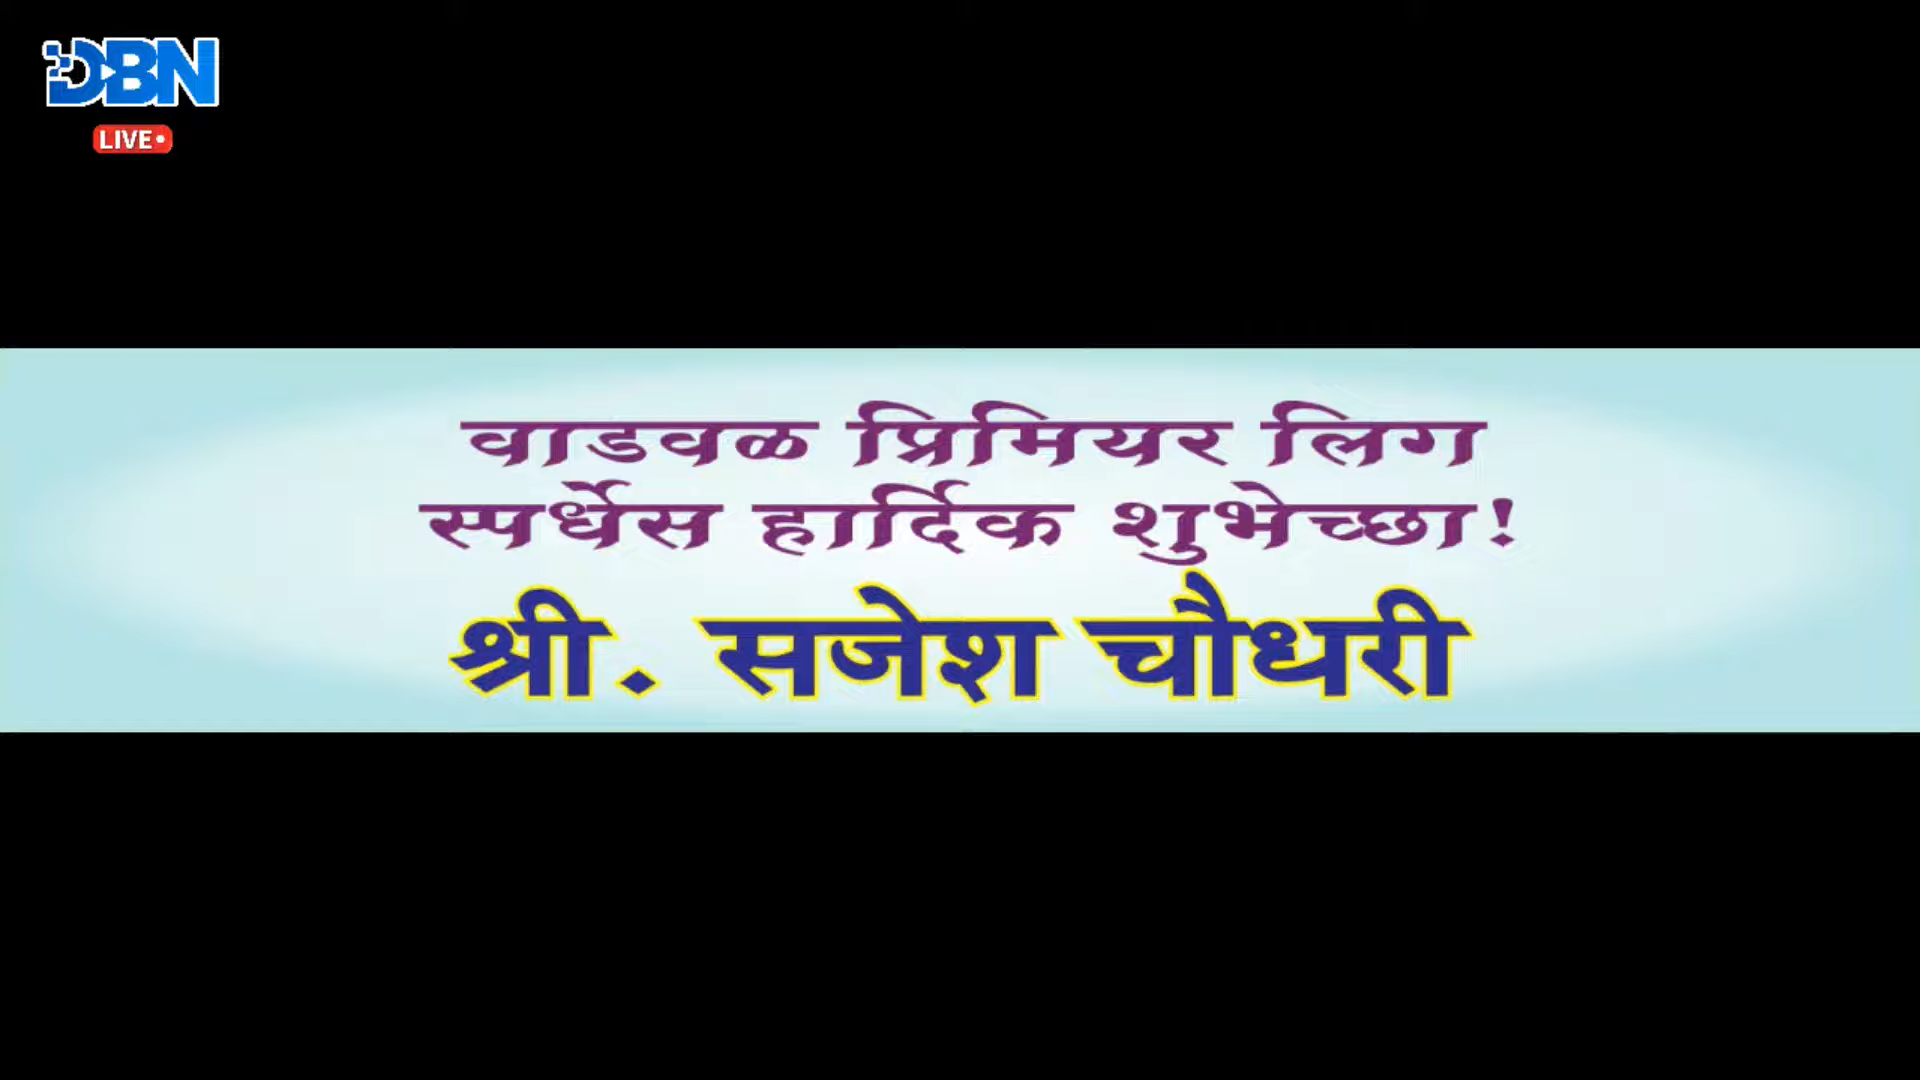 DBN
LIVE
वाडवळ प्रिमियर लिग
स्पर्धेस हार्दिक शुभेच्छा!
श्री. सजेश चौधरी